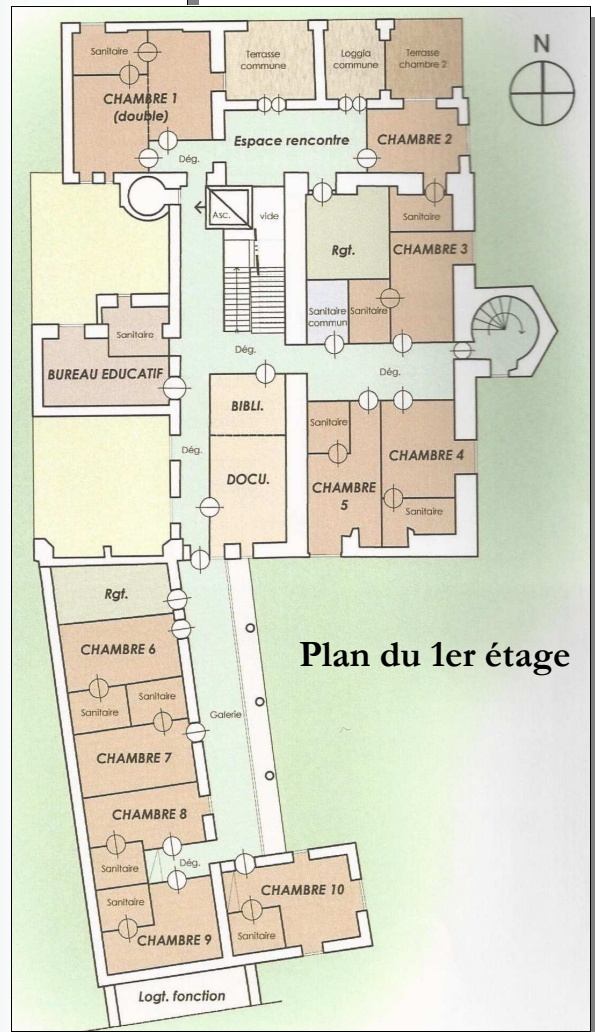 N
Sanitaire
Terrasse
commune
Loggia
commune
Terrasse
chambre 2
CHAMBRE 1
(double)
Espace rencontre
CHAMBRE 2
Dég.
Asc.
vide
Sanitaire
Rgt.
CHAMBRE 3
Sanitaire
commun
Sanitaire
Sanitaire
Dég.
BUREAU EDUCATIF
Dég.
BIBLI.
Sanitaire
Dég.
DOCU.
CHAMBRE 4
CHAMBRE
5
Sanitaire
Rgt.
Plan du 1er étage
CHAMBRE 6
Sanitaire
Sanitaire
Galerie
CHAMBRE 7
CHAMBRE 8
Sanitaire
Dég.
CHAMBRE 10
Sanitaire
Sanitaire
CHAMBRE 9
Logt. fonction